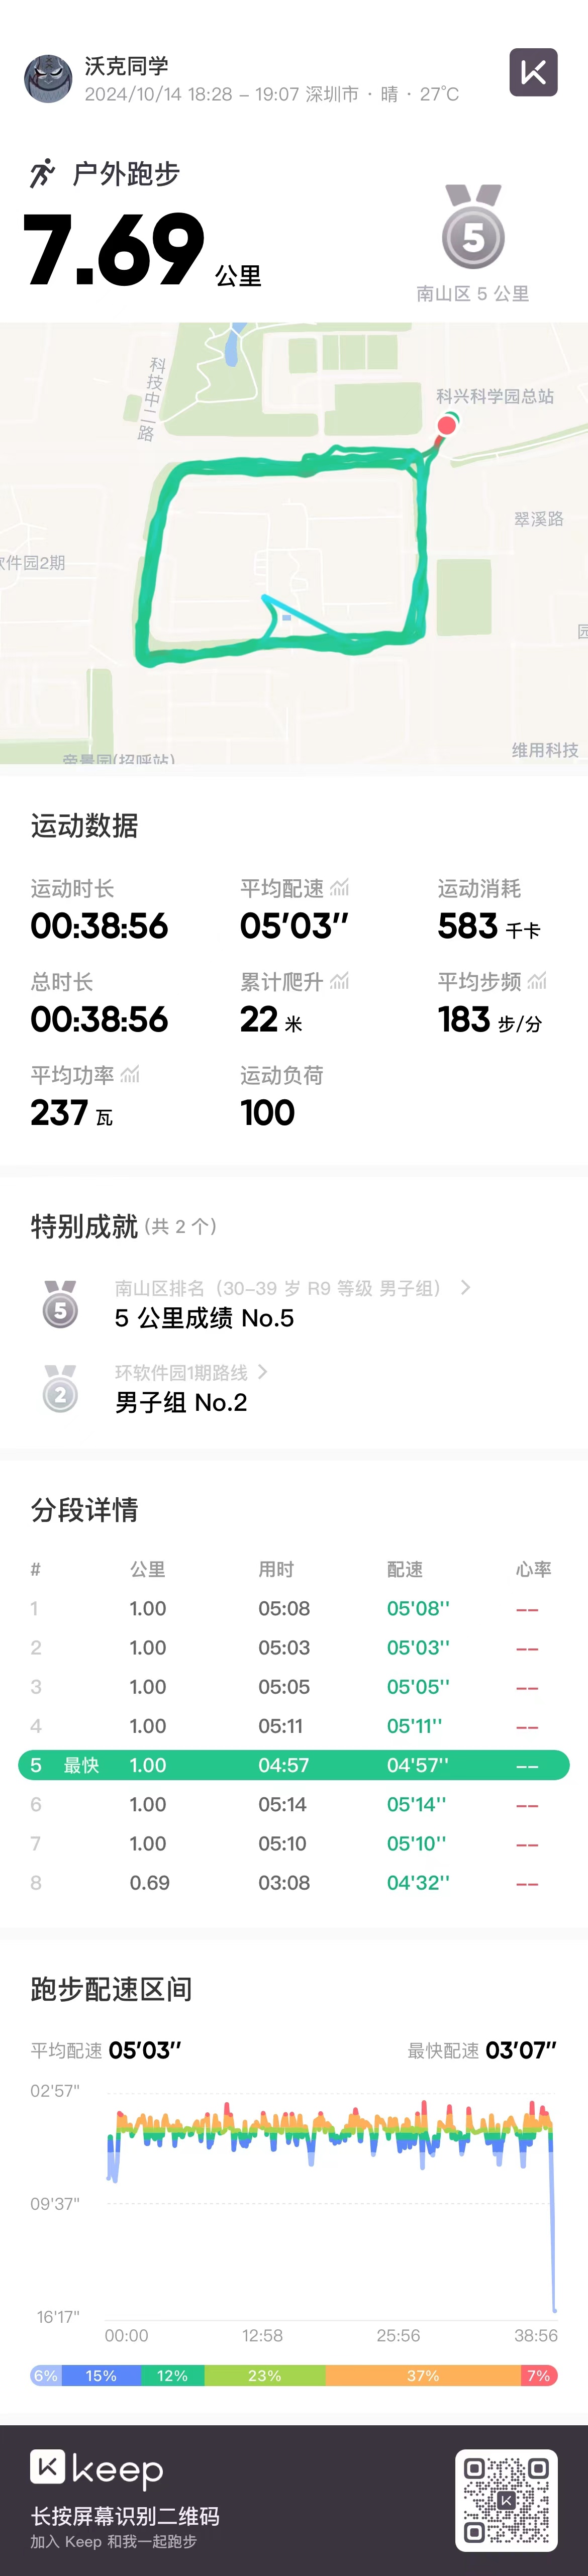 沃克同学
2024/10/14 18:28 – 19:07 深圳市 · 晴 · 27℃
户外跑步
7.69 公里
5
南山区 5 公里
科技中二路
科兴科学园总站
翠溪路
软件园2期
园
维用科技
帝景园(招呼站)
运动数据
运动时长 平均配速 运动消耗
00:38:56 05'03'' 583 千卡
总时长 累计爬升 平均步频
00:38:56 22 米 183 步/分
平均功率 运动负荷
237 瓦 100
特别成就 (共 2 个)
南山区排名（30–39 岁 R9 等级 男子组）
5
5 公里成绩 No.5
环软件园1期路线
2
男子组 No.2
分段详情
# 公里 用时 配速 心率
1 1.00 05:08 05'08'' --
2 1.00 05:03 05'03'' --
3 1.00 05:05 05'05'' --
4 1.00 05:11 05'11'' --
5 最快 1.00 04:57 04'57'' --
6 1.00 05:14 05'14'' --
7 1.00 05:10 05'10'' --
8 0.69 03:08 04'32'' --
跑步配速区间
平均配速 05'03'' 最快配速 03'07''
02'57"
09'37"
16'17"
00:00 12:58 25:56 38:56
6% 15% 12% 23% 37% 7%
keep
长按屏幕识别二维码
加入 Keep 和我一起跑步